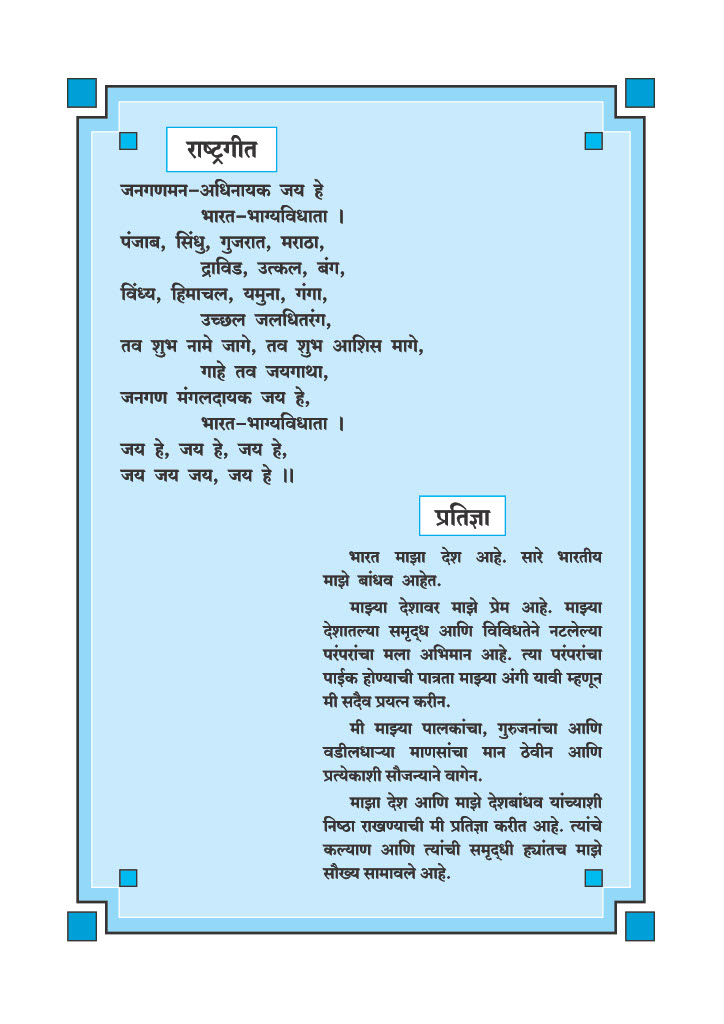 राष्ट्रगीत
जनगणमन–अधिनायक जय हे
भारत–भाग्यविधाता ।
पंजाब, सिंधु, गुजरात, मराठा,
द्राविड, उत्कल, बंग,
विंध्य, हिमाचल, यमुना, गंगा,
उच्छल जलधितरंग,
तव शुभ नामे जागे, तव शुभ आशिस मागे,
गाहे तव जयगाथा,
जनगण मंगलदायक जय हे,
भारत–भाग्यविधाता ।
जय हे, जय हे, जय हे,
जय जय जय, जय हे ।।
प्रतिज्ञा
भारत माझा देश आहे. सारे भारतीय
माझे बांधव आहेत.
माझ्या देशावर माझे प्रेम आहे. माझ्या
देशातल्या समृद्ध आणि विविधतेने नटलेल्या
परंपरांचा मला अभिमान आहे. त्या परंपरांचा
पाईक होण्याची पात्रता माझ्या अंगी यावी म्हणून
मी सदैव प्रयत्न करीन.
मी माझ्या पालकांचा, गुरुजनांचा आणि
वडीलधाऱ्या माणसांचा मान ठेवीन आणि
प्रत्येकाशी सौजन्याने वागेन.
माझा देश आणि माझे देशबांधव यांच्याशी
निष्ठा राखण्याची मी प्रतिज्ञा करीत आहे. त्यांचे
कल्याण आणि त्यांची समृद्धी ह्यांतच माझे
सौख्य सामावले आहे.